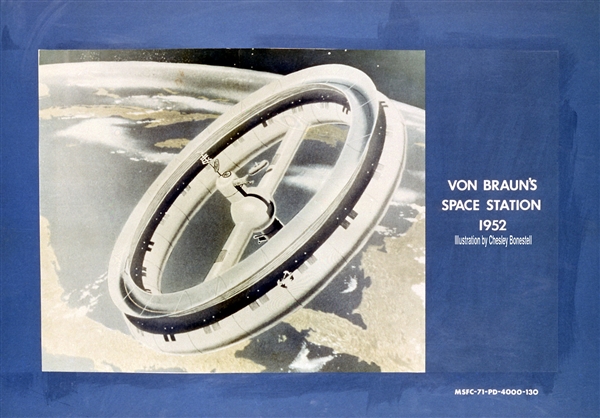 VON BRAUN'S
SPACE STATION
1952
Illustration by Chesley Bonestell
MSFC-71-PD-4000-130